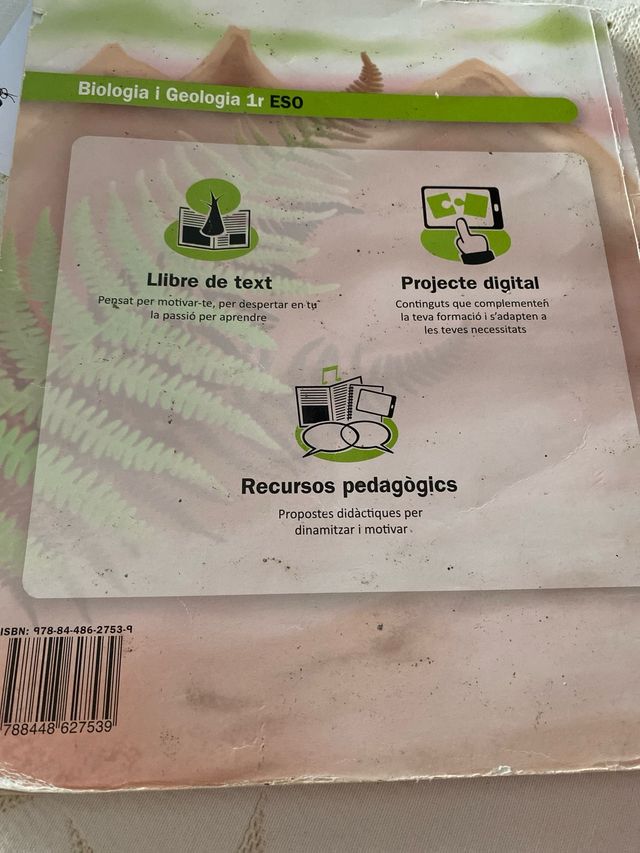 Biologia i Geologia 1r ESO
Llibre de text
Pensat per motivar-te, per despertar en tu
la passió per aprendre
Projecte digital
Continguts que complementen
la teva formació i s'adapten a
les teves necessitats
Recursos pedagògics
Propostes didàctiques per
dinamitzar i motivar
ISBN: 978-84-486-2753-9
788448 627539